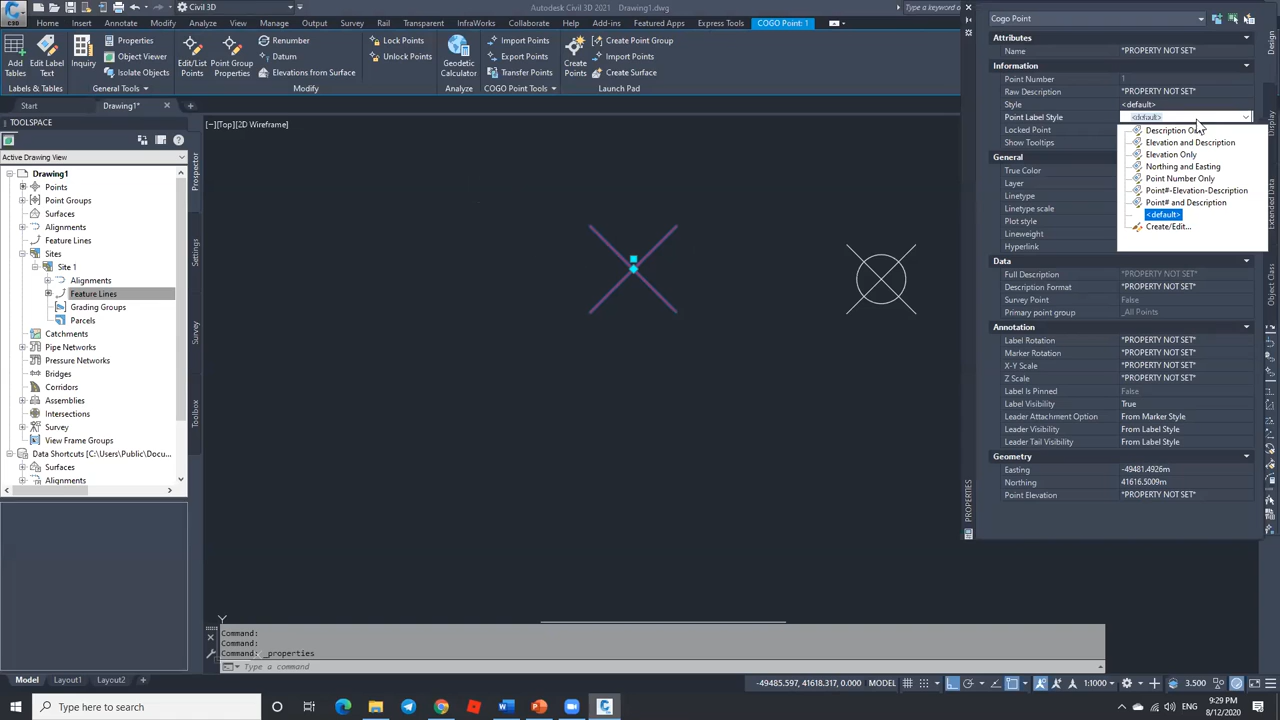 C3D
Civil 3D
Autodesk Civil 3D 2021 Drawing1.dwg
Type a keyword o
Home Insert Annotate Modify Analyze View Manage Output Survey Rail Transparent InfraWorks Collaborate Help Add-ins Featured Apps Express Tools COGO Point: 1
Add Tables
Edit Label Text
Labels & Tables
Inquiry
Properties
Object Viewer
Isolate Objects
General Tools
Edit/List Points
Point Group Properties
Renumber
Datum
Elevations from Surface
Modify
Lock Points
Unlock Points
Geodetic Calculator
Analyze
Import Points
Export Points
Transfer Points
COGO Point Tools
Create Points
Create Point Group
Create Surface
Launch Pad
Start Drawing1*
TOOLSPACE
Active Drawing View
Drawing1
Points
Point Groups
Surfaces
Alignments
Feature Lines
Sites
Site 1
Alignments
Feature Lines
Grading Groups
Parcels
Catchments
Pipe Networks
Pressure Networks
Bridges
Corridors
Assemblies
Intersections
Survey
View Frame Groups
Data Shortcuts [C:\Users\Public\Docu...
Surfaces
Alignments
Prospector
Settings
Survey
Toolbox
[−][Top][2D Wireframe]
Y
Command:
Command:
Command: _properties
Type a command
Cogo Point
Attributes
Name *PROPERTY NOT SET*
Information
Point Number 1
Raw Description *PROPERTY NOT SET*
Style <default>
Point Label Style <default>
Locked Point
Show Tooltips
Description Only
Elevation and Description
Elevation Only
Northing and Easting
Point Number Only
Point#-Elevation-Description
Point# and Description
<default>
Create/Edit...
General
True Color
Layer
Linetype
Linetype scale
Plot style
Lineweight
Hyperlink
Data
Full Description *PROPERTY NOT SET*
Description Format *PROPERTY NOT SET*
Survey Point False
Primary point group _All Points
Annotation
Label Rotation *PROPERTY NOT SET*
Marker Rotation *PROPERTY NOT SET*
X-Y Scale *PROPERTY NOT SET*
Z Scale *PROPERTY NOT SET*
Label Is Pinned False
Label Visibility True
Leader Attachment Option From Marker Style
Leader Visibility From Label Style
Leader Tail Visibility From Label Style
Geometry
Easting -49481.4926m
Northing 41616.5009m
Point Elevation *PROPERTY NOT SET*
PROPERTIES
Design
Display
Extended Data
Object Class
Model Layout1 Layout2
-49485.597, 41618.317, 0.000 MODEL
1:1000
3.500
Type here to search
9:29 PM
8/12/2020